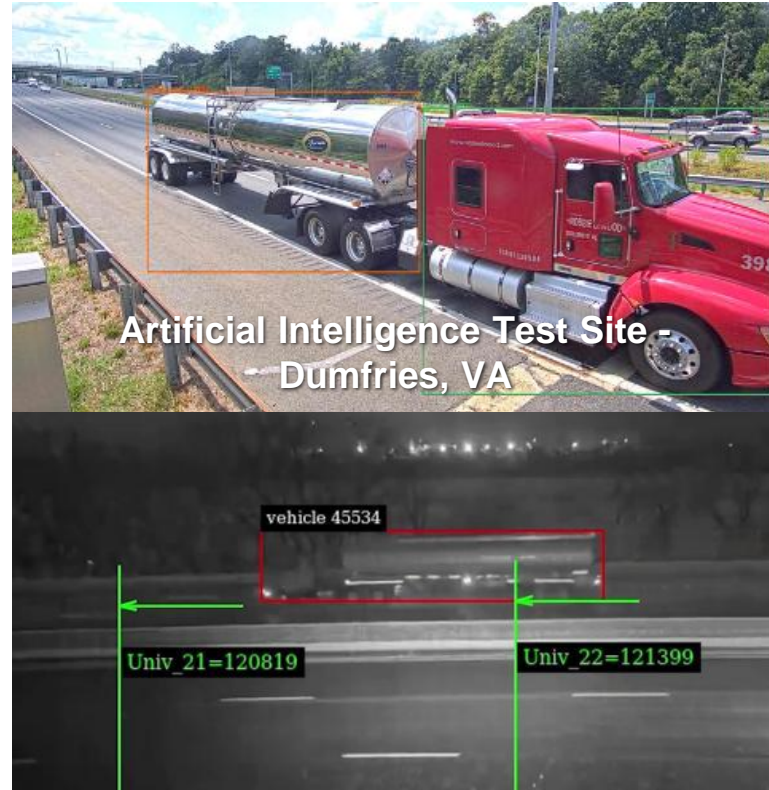 398
Artificial Intelligence Test Site -
Dumfries, VA
vehicle 45534
Univ_21=120819
Univ_22=121399